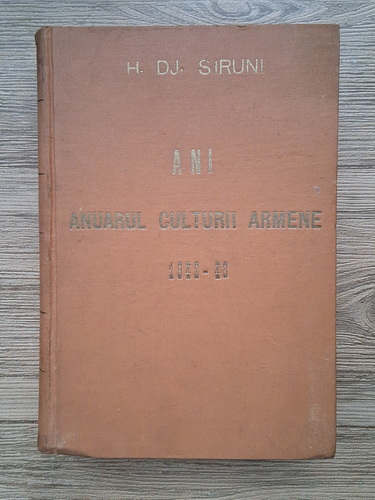 H. DJ. SIRUNI
ANI
ANUARUL CULTURII ARMENE